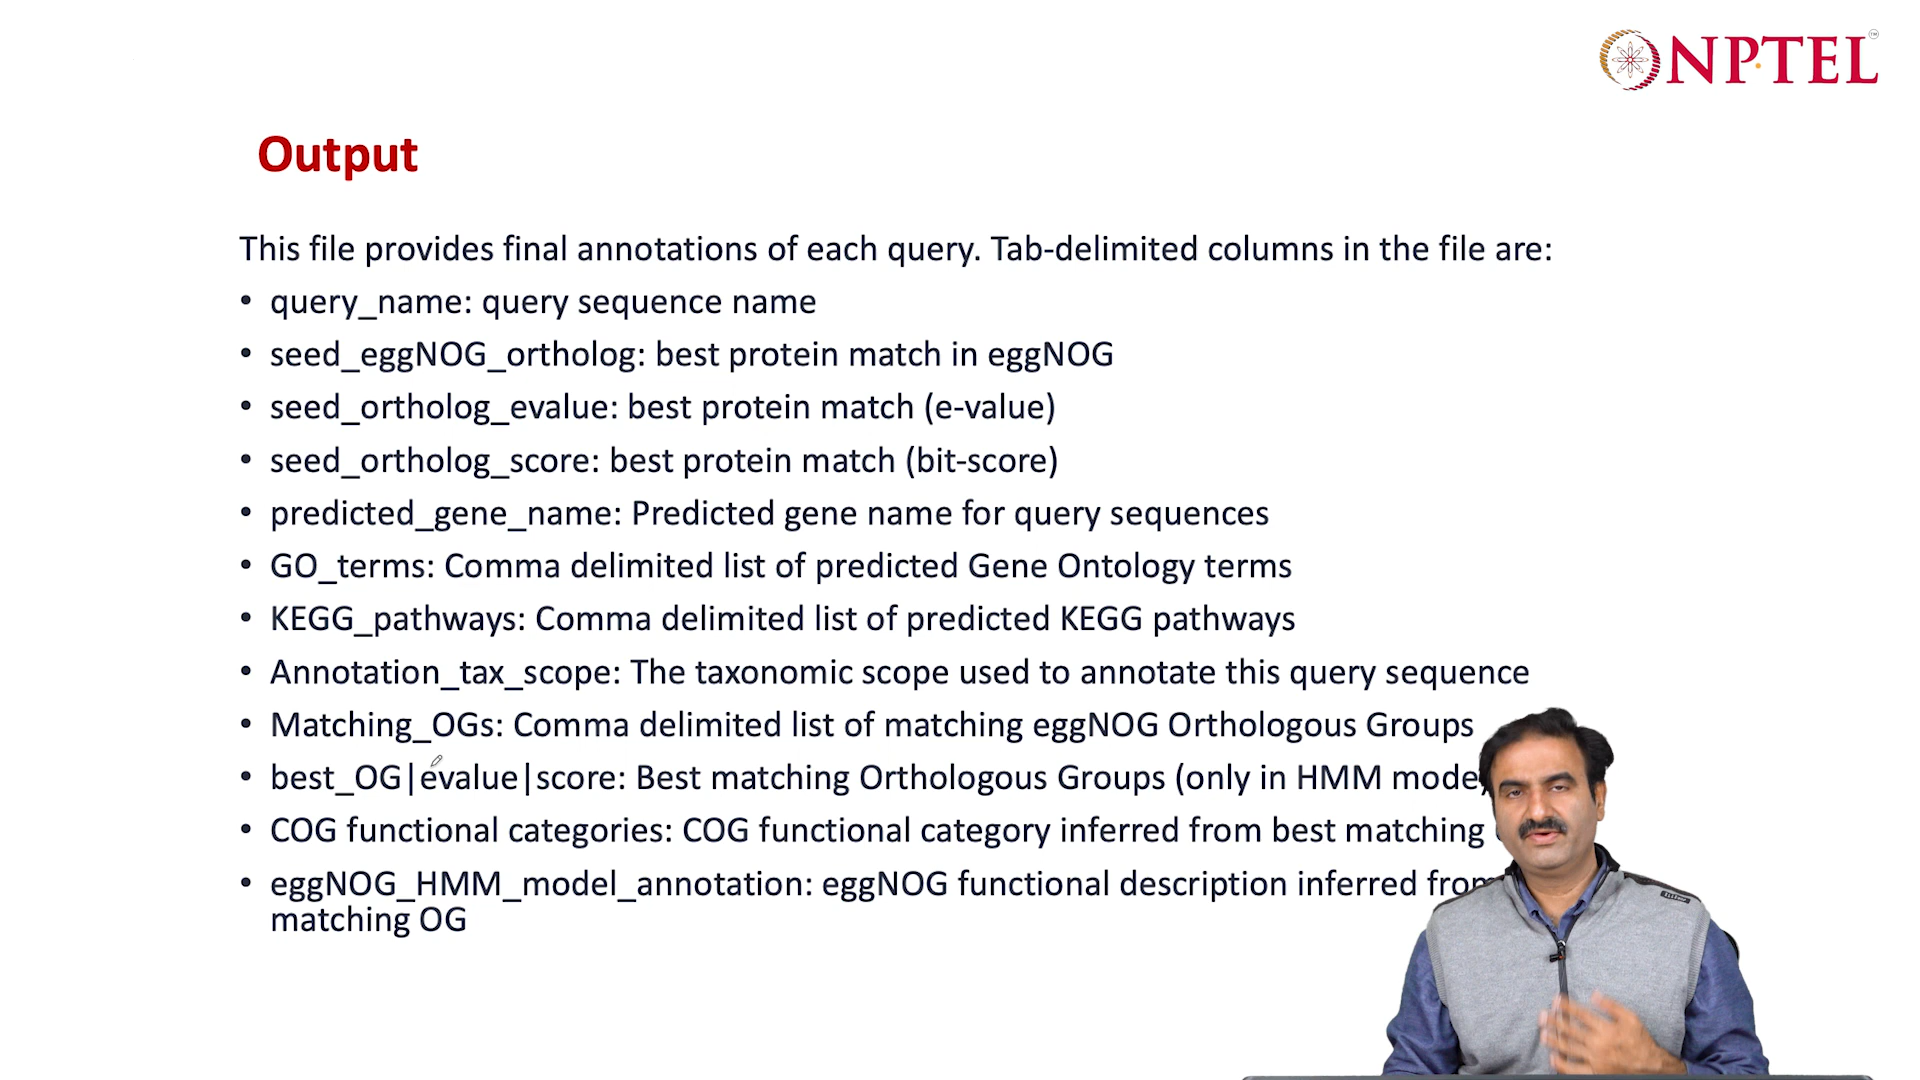 NPTEL
TM
Output
This file provides final annotations of each query. Tab-delimited columns in the file are:
• query_name: query sequence name
• seed_eggNOG_ortholog: best protein match in eggNOG
• seed_ortholog_evalue: best protein match (e-value)
• seed_ortholog_score: best protein match (bit-score)
• predicted_gene_name: Predicted gene name for query sequences
• GO_terms: Comma delimited list of predicted Gene Ontology terms
• KEGG_pathways: Comma delimited list of predicted KEGG pathways
• Annotation_tax_scope: The taxonomic scope used to annotate this query sequence
• Matching_OGs: Comma delimited list of matching eggNOG Orthologous Groups
• best_OG|evalue|score: Best matching Orthologous Groups (only in HMM mode)
• COG functional categories: COG functional category inferred from best matching
• eggNOG_HMM_model_annotation: eggNOG functional description inferred from
matching OG